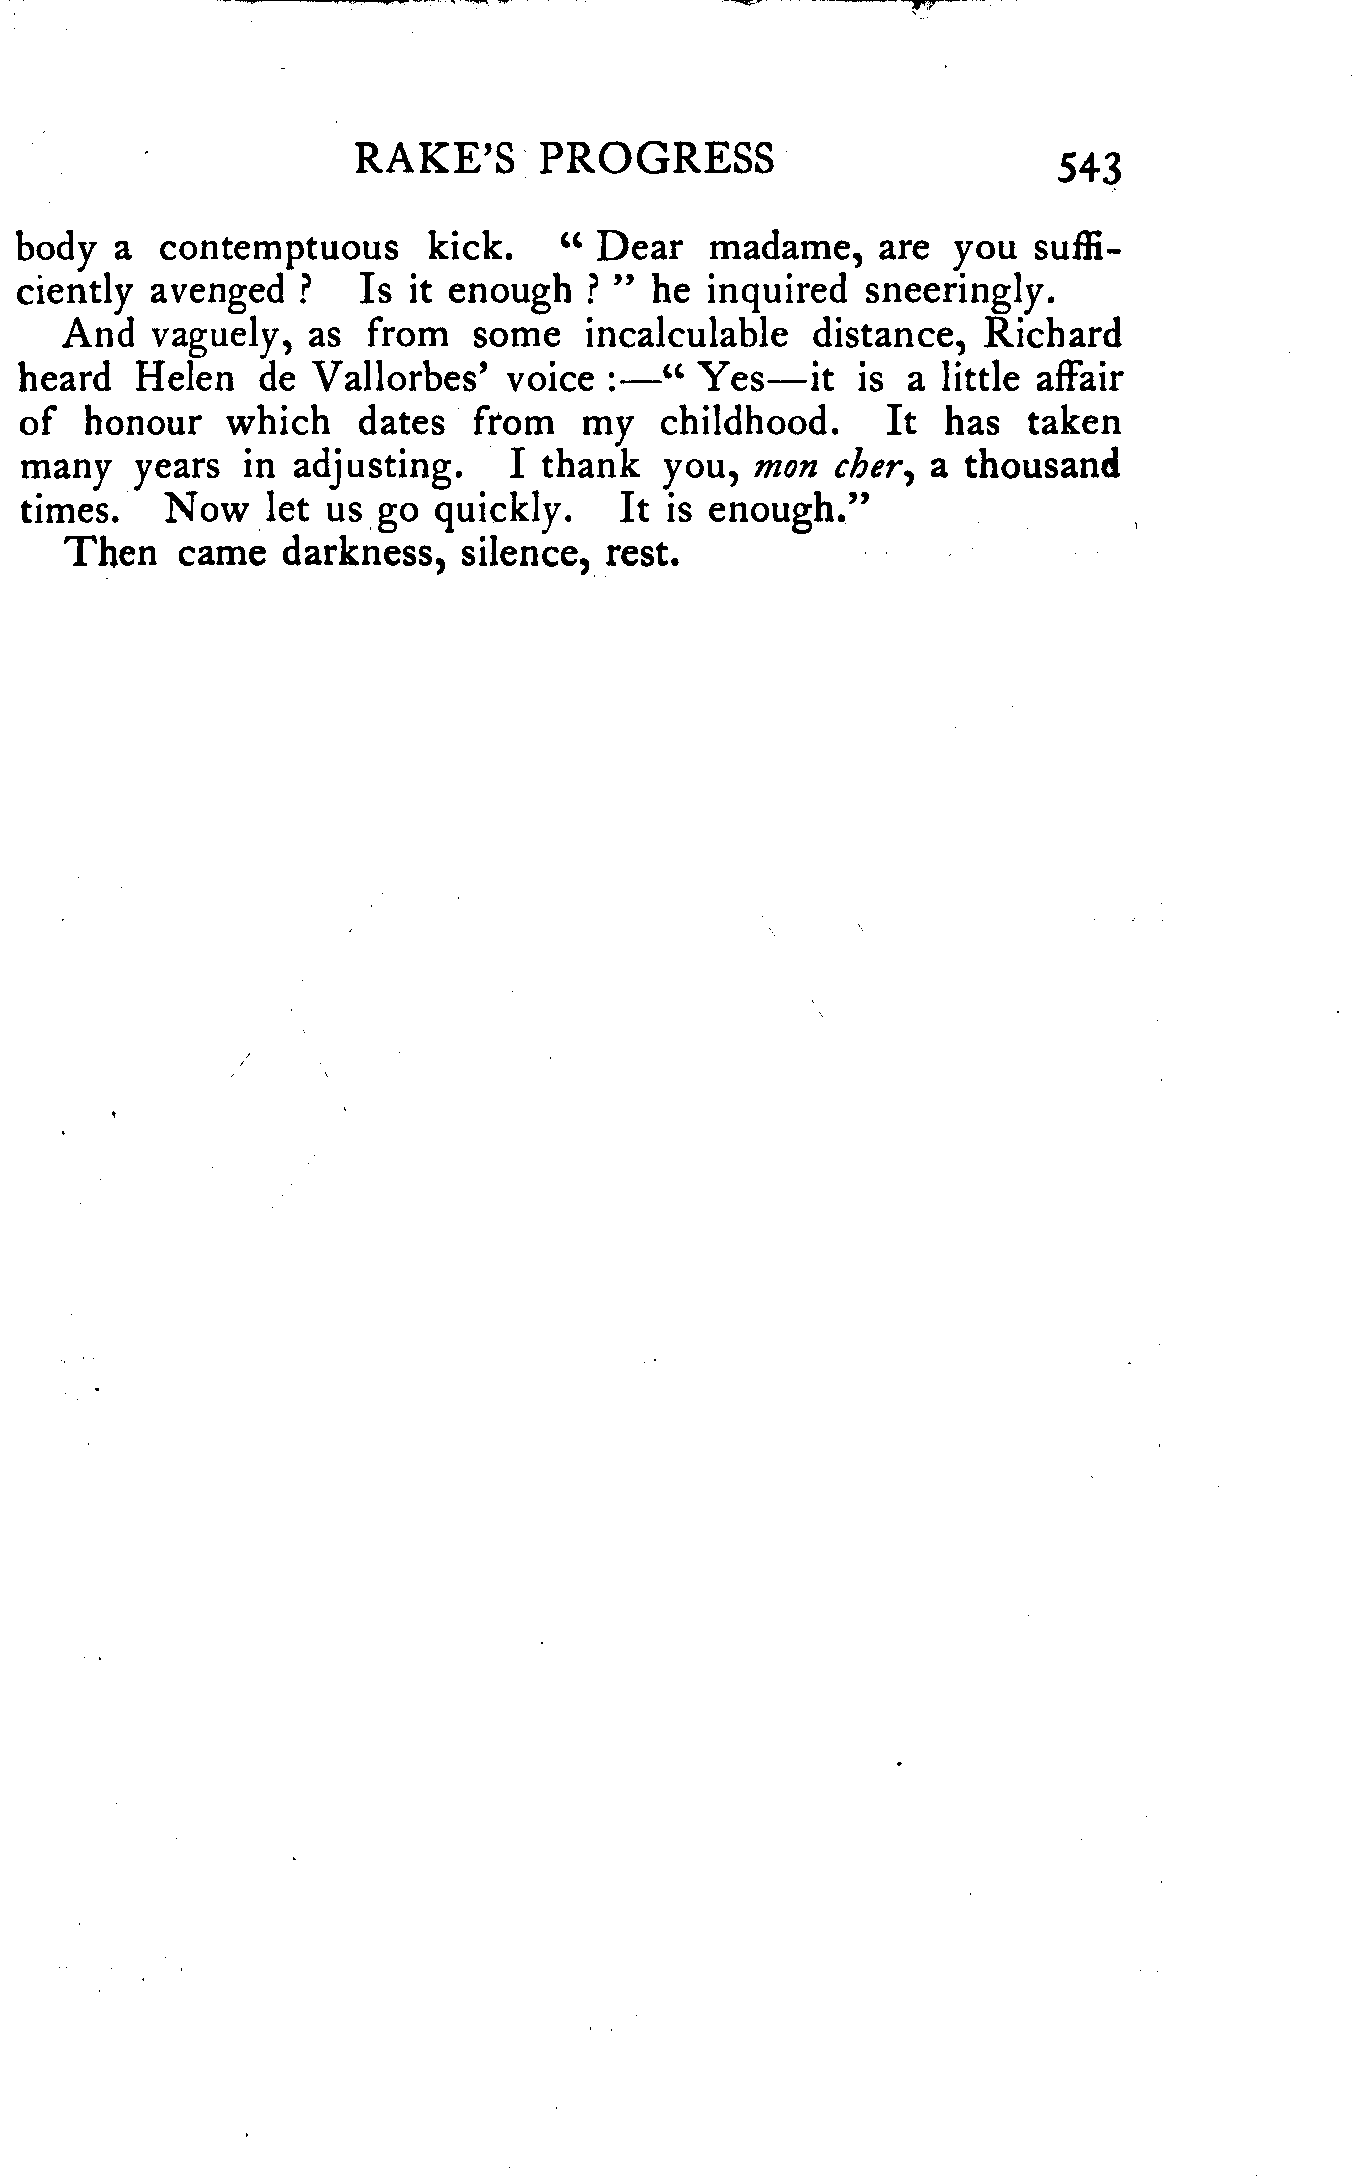 RAKE'S PROGRESS 543
body a contemptuous kick. “ Dear madame, are you suffi-
ciently avenged ? Is it enough ? ” he inquired sneeringly.
And vaguely, as from some incalculable distance, Richard
heard Helen de Vallorbes’ voice :—“ Yes—it is a little affair
of honour which dates from my childhood. It has taken
many years in adjusting. I thank you, mon cher, a thousand
times. Now let us go quickly. It is enough.”
Then came darkness, silence, rest.